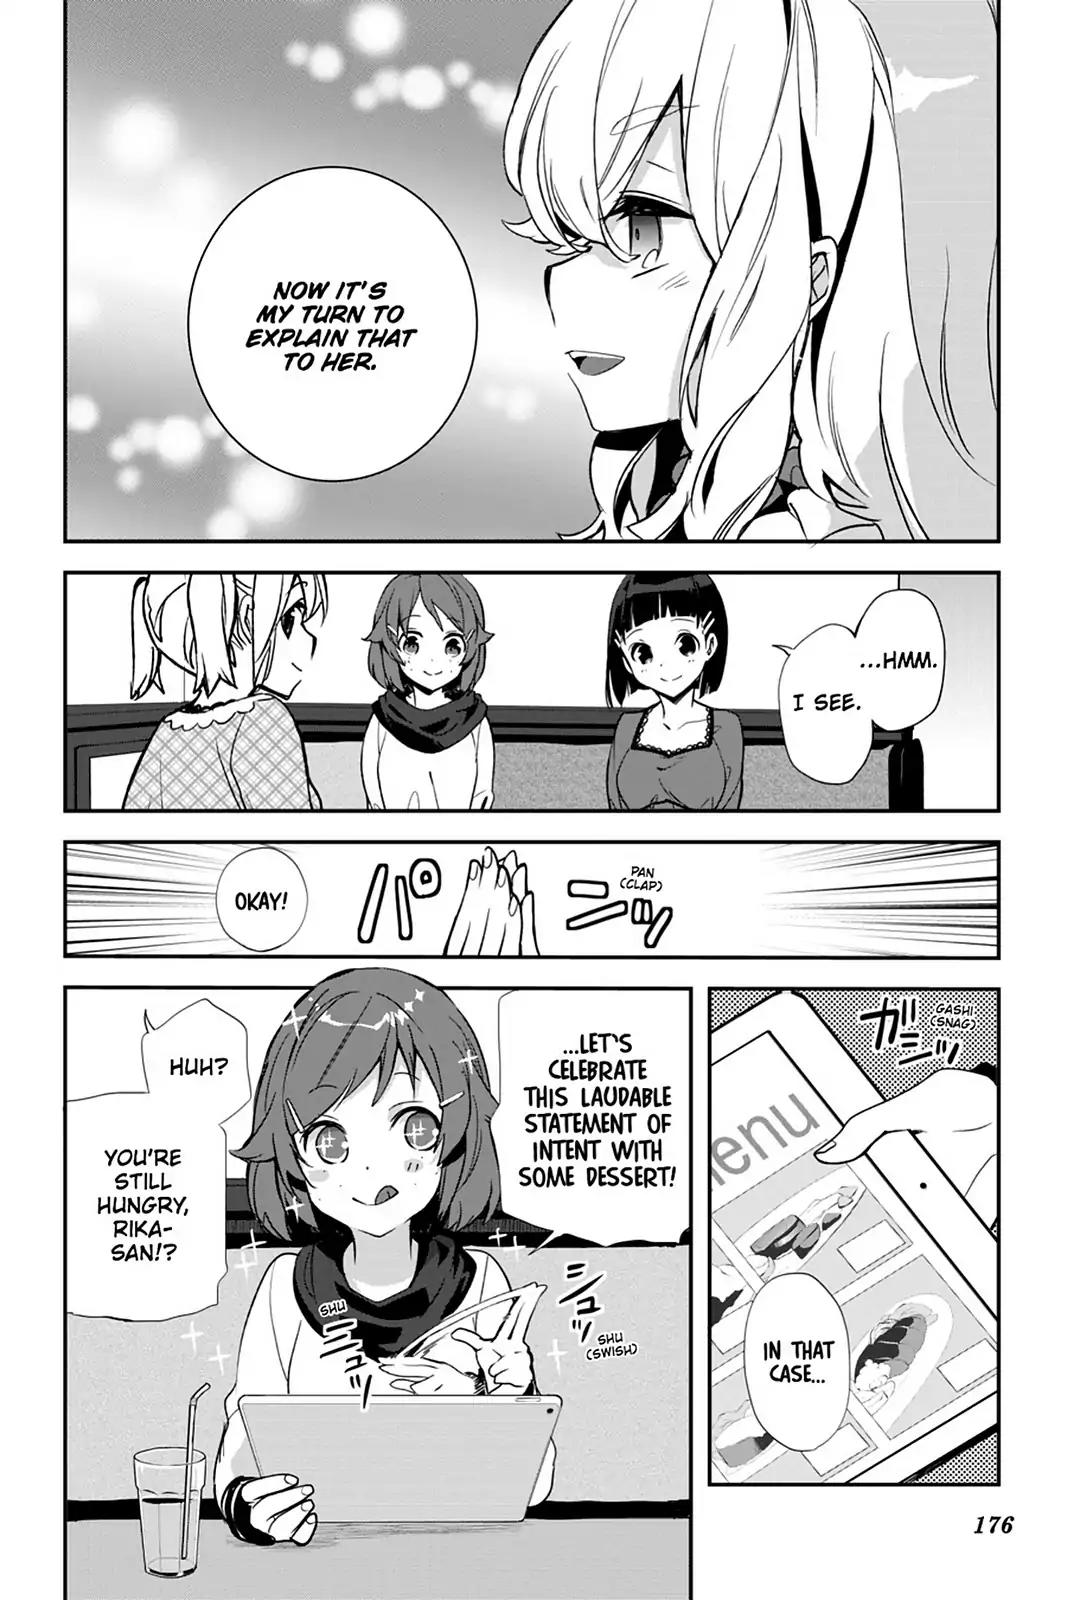 NOW IT'S
MY TURN TO
EXPLAIN THAT
TO HER.
...HMM.
I SEE.
PAN
(CLAP)
パン
ッ
OKAY!
GASHI
(SNAG)
ガシッ
menu
IN THAT
CASE...
...LET'S
CELEBRATE
THIS LAUDABLE
STATEMENT OF
INTENT WITH
SOME DESSERT!
シュッ
SHU
(SWISH)
SHU
シュッ
HUH?
YOU'RE
STILL
HUNGRY,
RIKA-
SAN!?
176